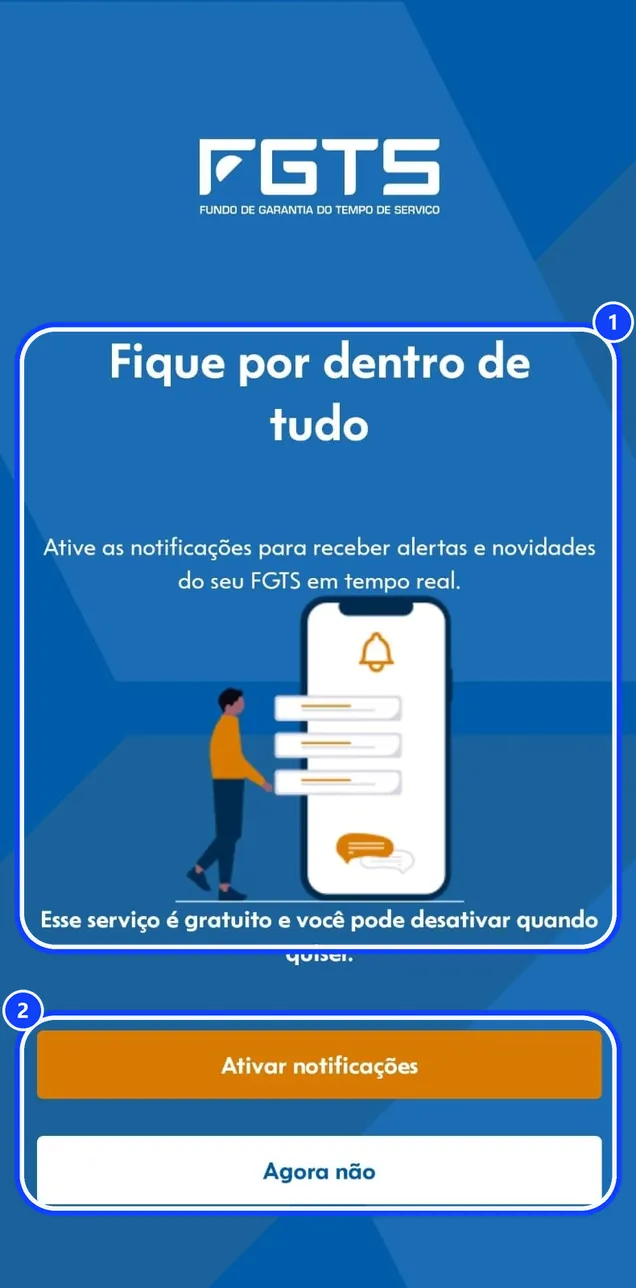 FGTS
FUNDO DE GARANTIA DO TEMPO DE SERVIÇO
1
Fique por dentro de
tudo
Ative as notificações para receber alertas e novidades
do seu FGTS em tempo real.
Esse serviço é gratuito e você pode desativar quando
quiser.
2
Ativar notificações
Agora não